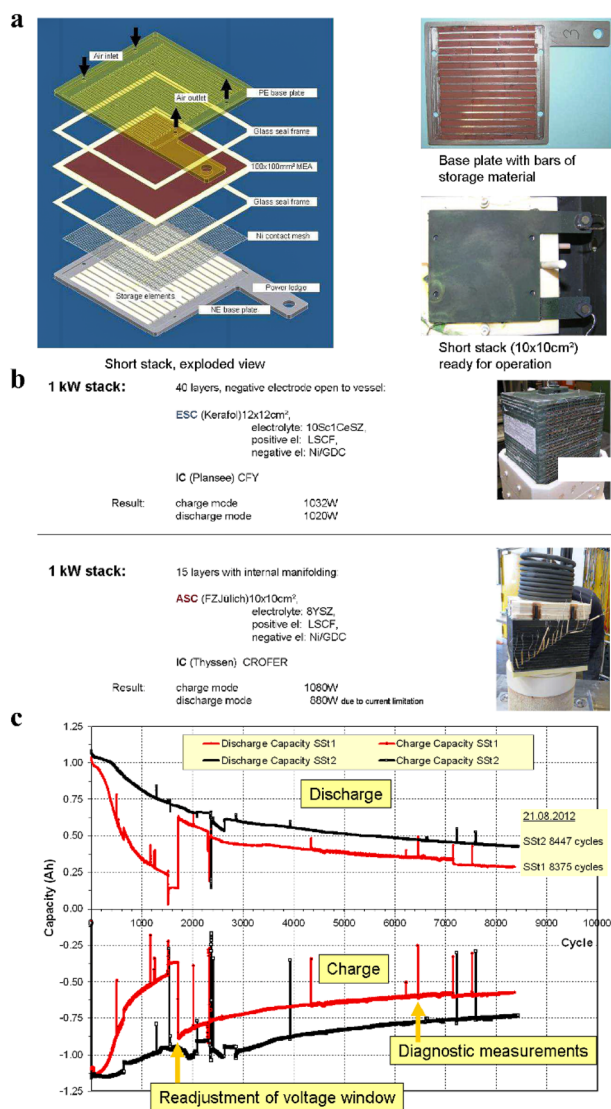 a
Air inlet
Air outlet
PE base plate
Glass seal frame
100x100mm² MEA
Glass seal frame
Ni contact mesh
Power ledge
Storage elements
NE base plate
Short stack, exploded view
Base plate with bars of
storage material
Short stack (10x10cm²)
ready for operation
b
1 kW stack:
40 layers, negative electrode open to vessel:
ESC (Kerafol)12x12cm²,
electrolyte: 10Sc1CeSZ,
positive el: LSCF,
negative el: Ni/GDC
IC (Plansee) CFY
Result:
charge mode 1032W
discharge mode 1020W
1 kW stack:
15 layers with internal manifolding:
ASC (FZJülich)10x10cm²,
electrolyte: 8YSZ,
positive el: LSCF,
negative el: Ni/GDC
IC (Thyssen) CROFER
Result:
charge mode 1080W
discharge mode 880W due to current limitation
c
Discharge Capacity SSt1
Charge Capacity SSt1
Discharge Capacity SSt2
Charge Capacity SSt2
Discharge
21.08.2012
SSt2 8447 cycles
SSt1 8375 cycles
Capacity (Ah)
1.25
1.00
0.75
0.50
0.25
0.00
-0.25
-0.50
-0.75
-1.00
-1.25
0
1000
2000
3000
4000
5000
6000
7000
8000
9000
10000
Cycle
Charge
Diagnostic measurements
Readjustment of voltage window